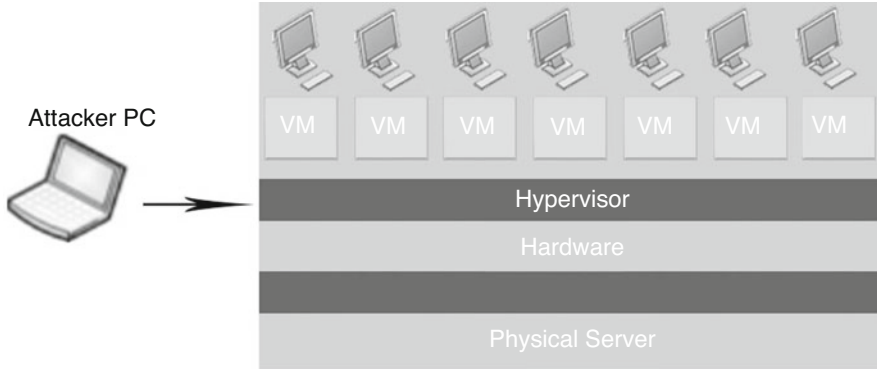 Attacker PC
VM VM VM VM VM VM VM
Hypervisor
Hardware
Physical Server